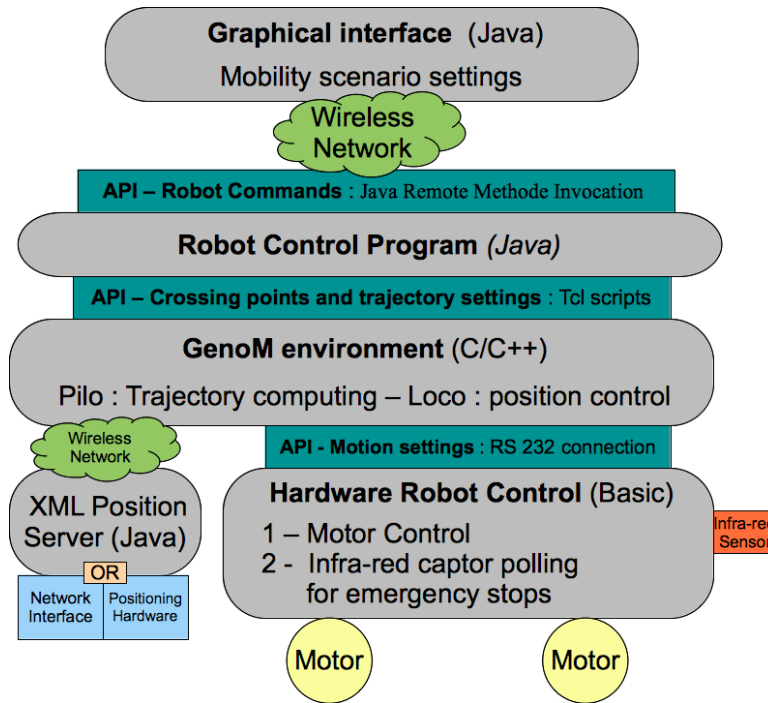 Graphical interface (Java)
Mobility scenario settings
Wireless
Network
API – Robot Commands : Java Remote Methode Invocation
Robot Control Program (Java)
API – Crossing points and trajectory settings : Tcl scripts
GenoM environment (C/C++)
Pilo : Trajectory computing – Loco : position control
Wireless
Network
API - Motion settings : RS 232 connection
XML Position
Server (Java)
OR
Network
Interface
Positioning
Hardware
Hardware Robot Control (Basic)
1 – Motor Control
2 - Infra-red captor polling
for emergency stops
Infra-red
Sensor
Motor
Motor